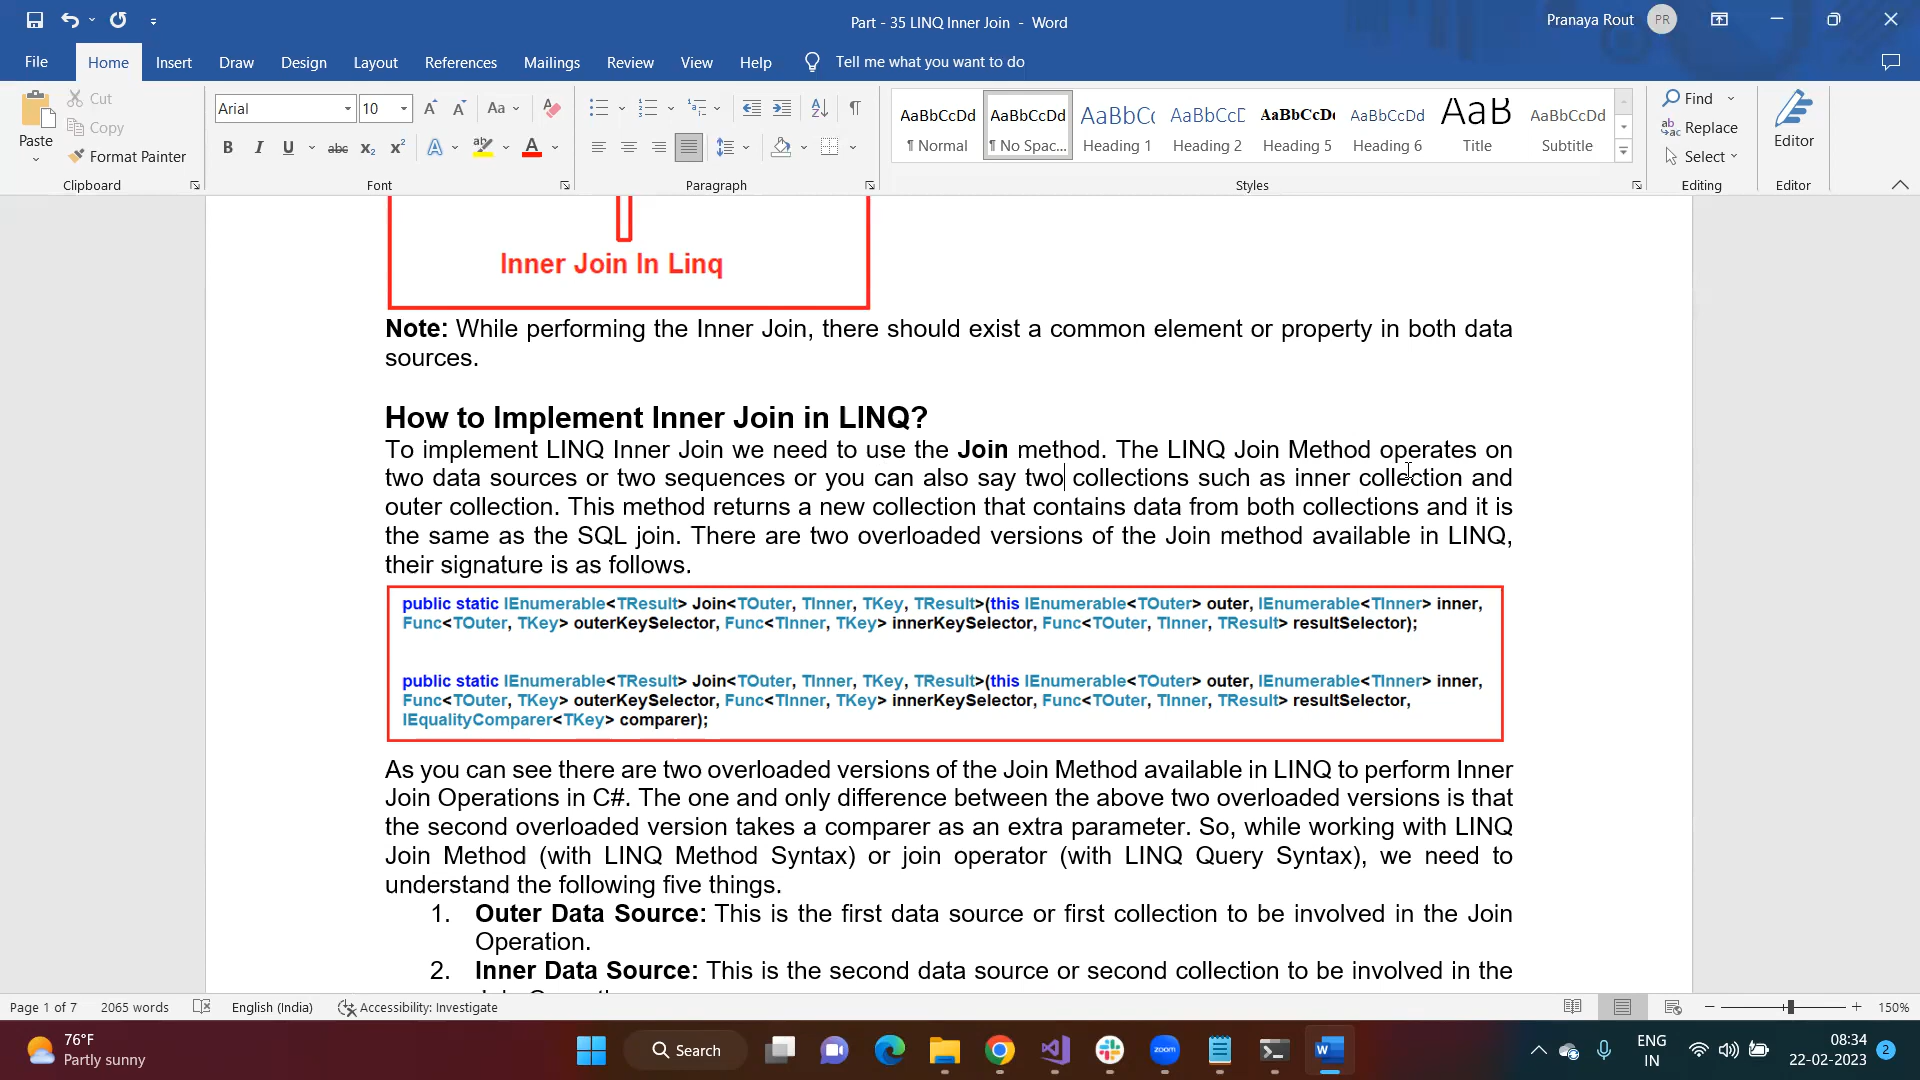 Part - 35 LINQ Inner Join - Word
Pranaya Rout
PR
File
Home
Insert
Draw
Design
Layout
References
Mailings
Review
View
Help
Tell me what you want to do
Paste
Cut
Copy
Format Painter
Clipboard
Arial
10
Aa
B
I
U
abc
x2
x2
A
A
Font
Paragraph
AaBbCcDd
¶ Normal
AaBbCcDd
¶ No Spac...
AaBbC(
Heading 1
AaBbCcE
Heading 2
AaBbCcDc
Heading 5
AaBbCcDd
Heading 6
AaB
Title
AaBbCcDd
Subtitle
Styles
Find
Replace
Select
Editing
Editor
Editor
Inner Join In Linq
Note: While performing the Inner Join, there should exist a common element or property in both data
sources.
How to Implement Inner Join in LINQ?
To implement LINQ Inner Join we need to use the Join method. The LINQ Join Method operates on
two data sources or two sequences or you can also say two collections such as inner collection and
outer collection. This method returns a new collection that contains data from both collections and it is
the same as the SQL join. There are two overloaded versions of the Join method available in LINQ,
their signature is as follows.
public static IEnumerable<TResult> Join<TOuter, TInner, TKey, TResult>(this IEnumerable<TOuter> outer, IEnumerable<TInner> inner,
Func<TOuter, TKey> outerKeySelector, Func<TInner, TKey> innerKeySelector, Func<TOuter, TInner, TResult> resultSelector);
public static IEnumerable<TResult> Join<TOuter, TInner, TKey, TResult>(this IEnumerable<TOuter> outer, IEnumerable<TInner> inner,
Func<TOuter, TKey> outerKeySelector, Func<TInner, TKey> innerKeySelector, Func<TOuter, TInner, TResult> resultSelector,
IEqualityComparer<TKey> comparer);
As you can see there are two overloaded versions of the Join Method available in LINQ to perform Inner
Join Operations in C#. The one and only difference between the above two overloaded versions is that
the second overloaded version takes a comparer as an extra parameter. So, while working with LINQ
Join Method (with LINQ Method Syntax) or join operator (with LINQ Query Syntax), we need to
understand the following five things.
1. Outer Data Source: This is the first data source or first collection to be involved in the Join
Operation.
2. Inner Data Source: This is the second data source or second collection to be involved in the
Page 1 of 7
2065 words
English (India)
Accessibility: Investigate
150%
76°F
Partly sunny
Search
zoom
ENG
IN
08:34
22-02-2023
2